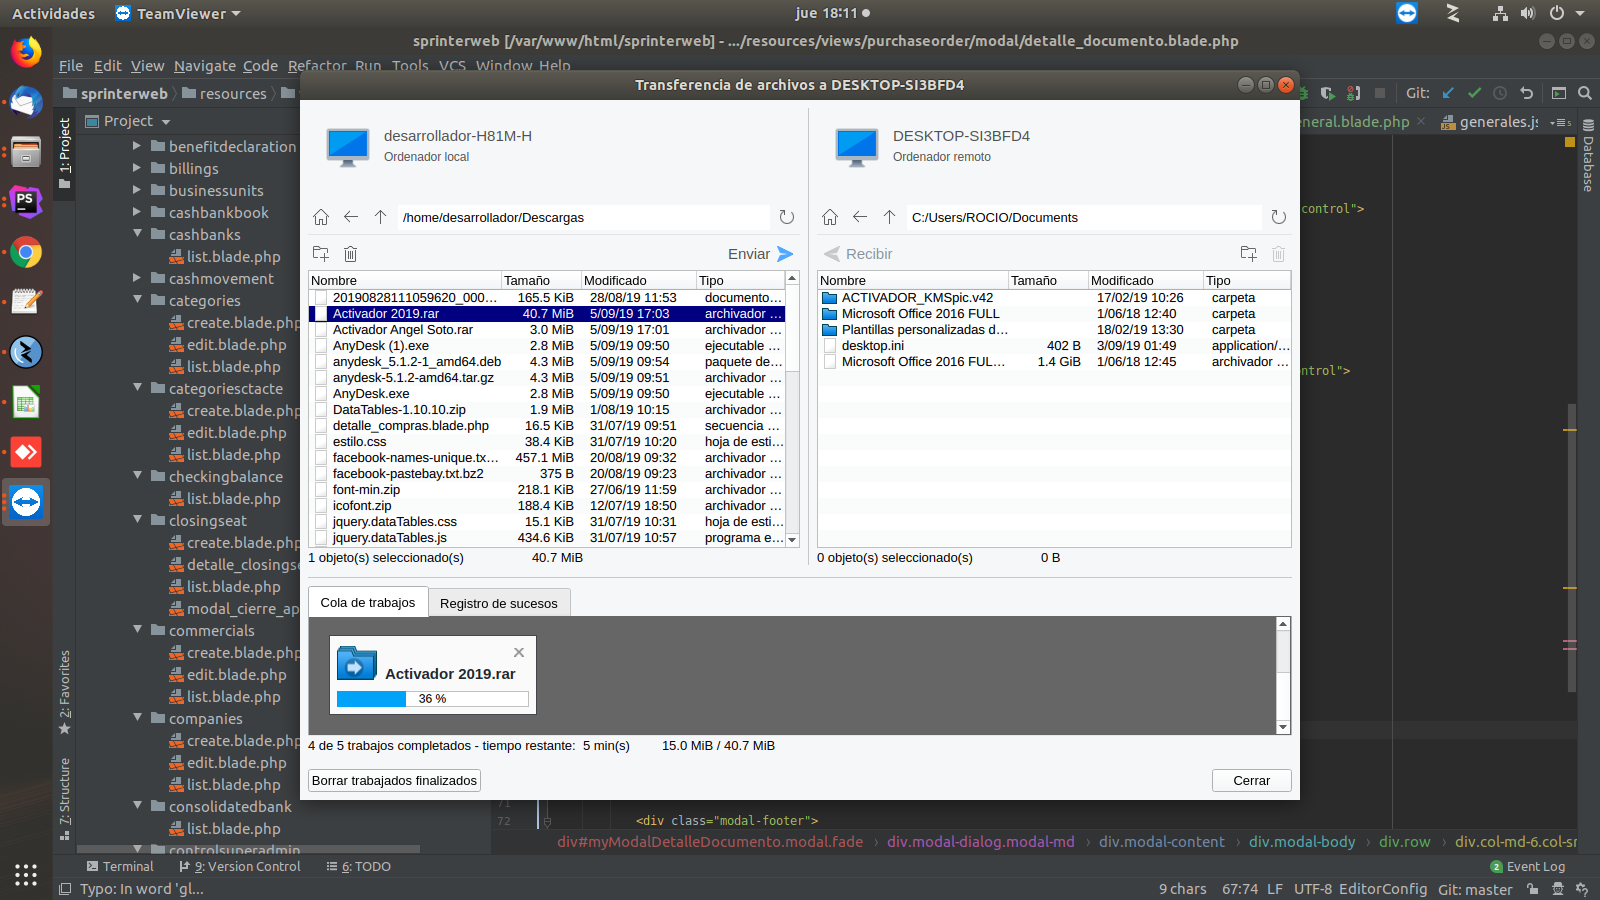 Actividades
TeamViewer
jue 18:11
sprinterweb [/var/www/html/sprinterweb] - .../resources/views/purchaseorder/modal/detalle_documento.blade.php
File Edit View Navigate Code Refactor Run Tools VCS Window Help
sprinterweb
resources
Git:
Transferencia de archivos a DESKTOP-SI3BFD4
1: Project
Project
eneral.blade.php
generales.js
Database
benefitdeclaration
billings
businessunits
cashbankbook
cashbanks
list.blade.php
cashmovement
categories
create.blade.php
edit.blade.php
list.blade.php
categoriesctacte
create.blade.php
edit.blade.php
list.blade.php
checkingbalance
list.blade.php
closingseat
create.blade.php
detalle_closingse
list.blade.php
modal_cierre_ap
commercials
create.blade.php
edit.blade.php
list.blade.php
companies
create.blade.php
edit.blade.php
list.blade.php
consolidatedbank
list.blade.php
controlsuperadmin
2: Favorites
7: Structure
desarrollador-H81M-H
Ordenador local
/home/desarrollador/Descargas
Enviar
Nombre Tamaño Modificado Tipo
20190828111059620_000... 165.5 KiB 28/08/19 11:53 documento...
Activador 2019.rar 40.7 MiB 5/09/19 17:03 archivador ...
Activador Angel Soto.rar 3.0 MiB 5/09/19 17:01 archivador ...
AnyDesk (1).exe 2.8 MiB 5/09/19 09:50 ejecutable ...
anydesk_5.1.2-1_amd64.deb 4.3 MiB 5/09/19 09:54 paquete de...
anydesk-5.1.2-amd64.tar.gz 4.3 MiB 5/09/19 09:51 archivador ...
AnyDesk.exe 2.8 MiB 5/09/19 09:50 ejecutable ...
DataTables-1.10.10.zip 1.9 MiB 1/08/19 10:15 archivador ...
detalle_compras.blade.php 16.5 KiB 31/07/19 09:51 secuencia ...
estilo.css 38.4 KiB 31/07/19 10:20 hoja de esti...
facebook-names-unique.tx... 457.1 MiB 20/08/19 09:32 archivador ...
facebook-pastebay.txt.bz2 375 B 20/08/19 09:23 archivador ...
font-min.zip 218.1 KiB 27/06/19 11:59 archivador ...
icofont.zip 188.4 KiB 12/07/19 18:50 archivador ...
jquery.dataTables.css 15.1 KiB 31/07/19 10:31 hoja de esti...
jquery.dataTables.js 434.6 KiB 31/07/19 10:57 programa e...
1 objeto(s) seleccionado(s) 40.7 MiB
DESKTOP-SI3BFD4
Ordenador remoto
C:/Users/ROCIO/Documents
Recibir
Nombre Tamaño Modificado Tipo
ACTIVADOR_KMSpic.v42 17/02/19 10:26 carpeta
Microsoft Office 2016 FULL 1/06/18 12:40 carpeta
Plantillas personalizadas d... 18/02/19 13:30 carpeta
desktop.ini 402 B 3/09/19 01:49 application/...
Microsoft Office 2016 FUL... 1.4 GiB 1/06/18 12:45 archivador ...
0 objeto(s) seleccionado(s) 0 B
control">
ontrol">
Cola de trabajos
Registro de sucesos
Activador 2019.rar
36 %
4 de 5 trabajos completados - tiempo restante: 5 min(s) 15.0 MiB / 40.7 MiB
Borrar trabajados finalizados
Cerrar
71
72 <div class="modal-footer">
div#myModalDetalleDocumento.modal.fade › div.modal-dialog.modal-md › div.modal-content › div.modal-body › div.row › div.col-md-6.col-sr
Terminal
9: Version Control
6: TODO
2 Event Log
Typo: In word 'gl...
9 chars 67:74 LF UTF-8 EditorConfig Git: master